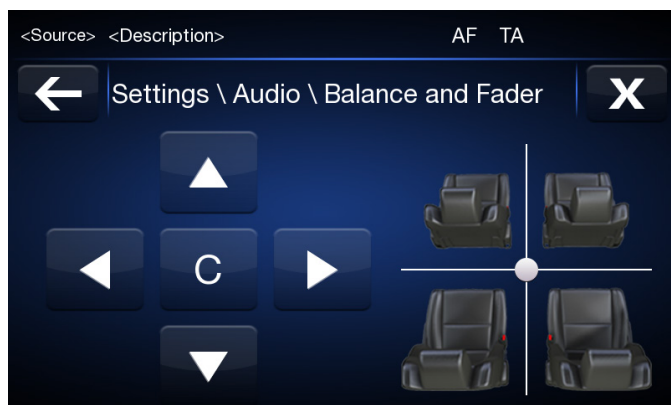 <Source> <Description> AF TA
Settings \ Audio \ Balance and Fader X
C